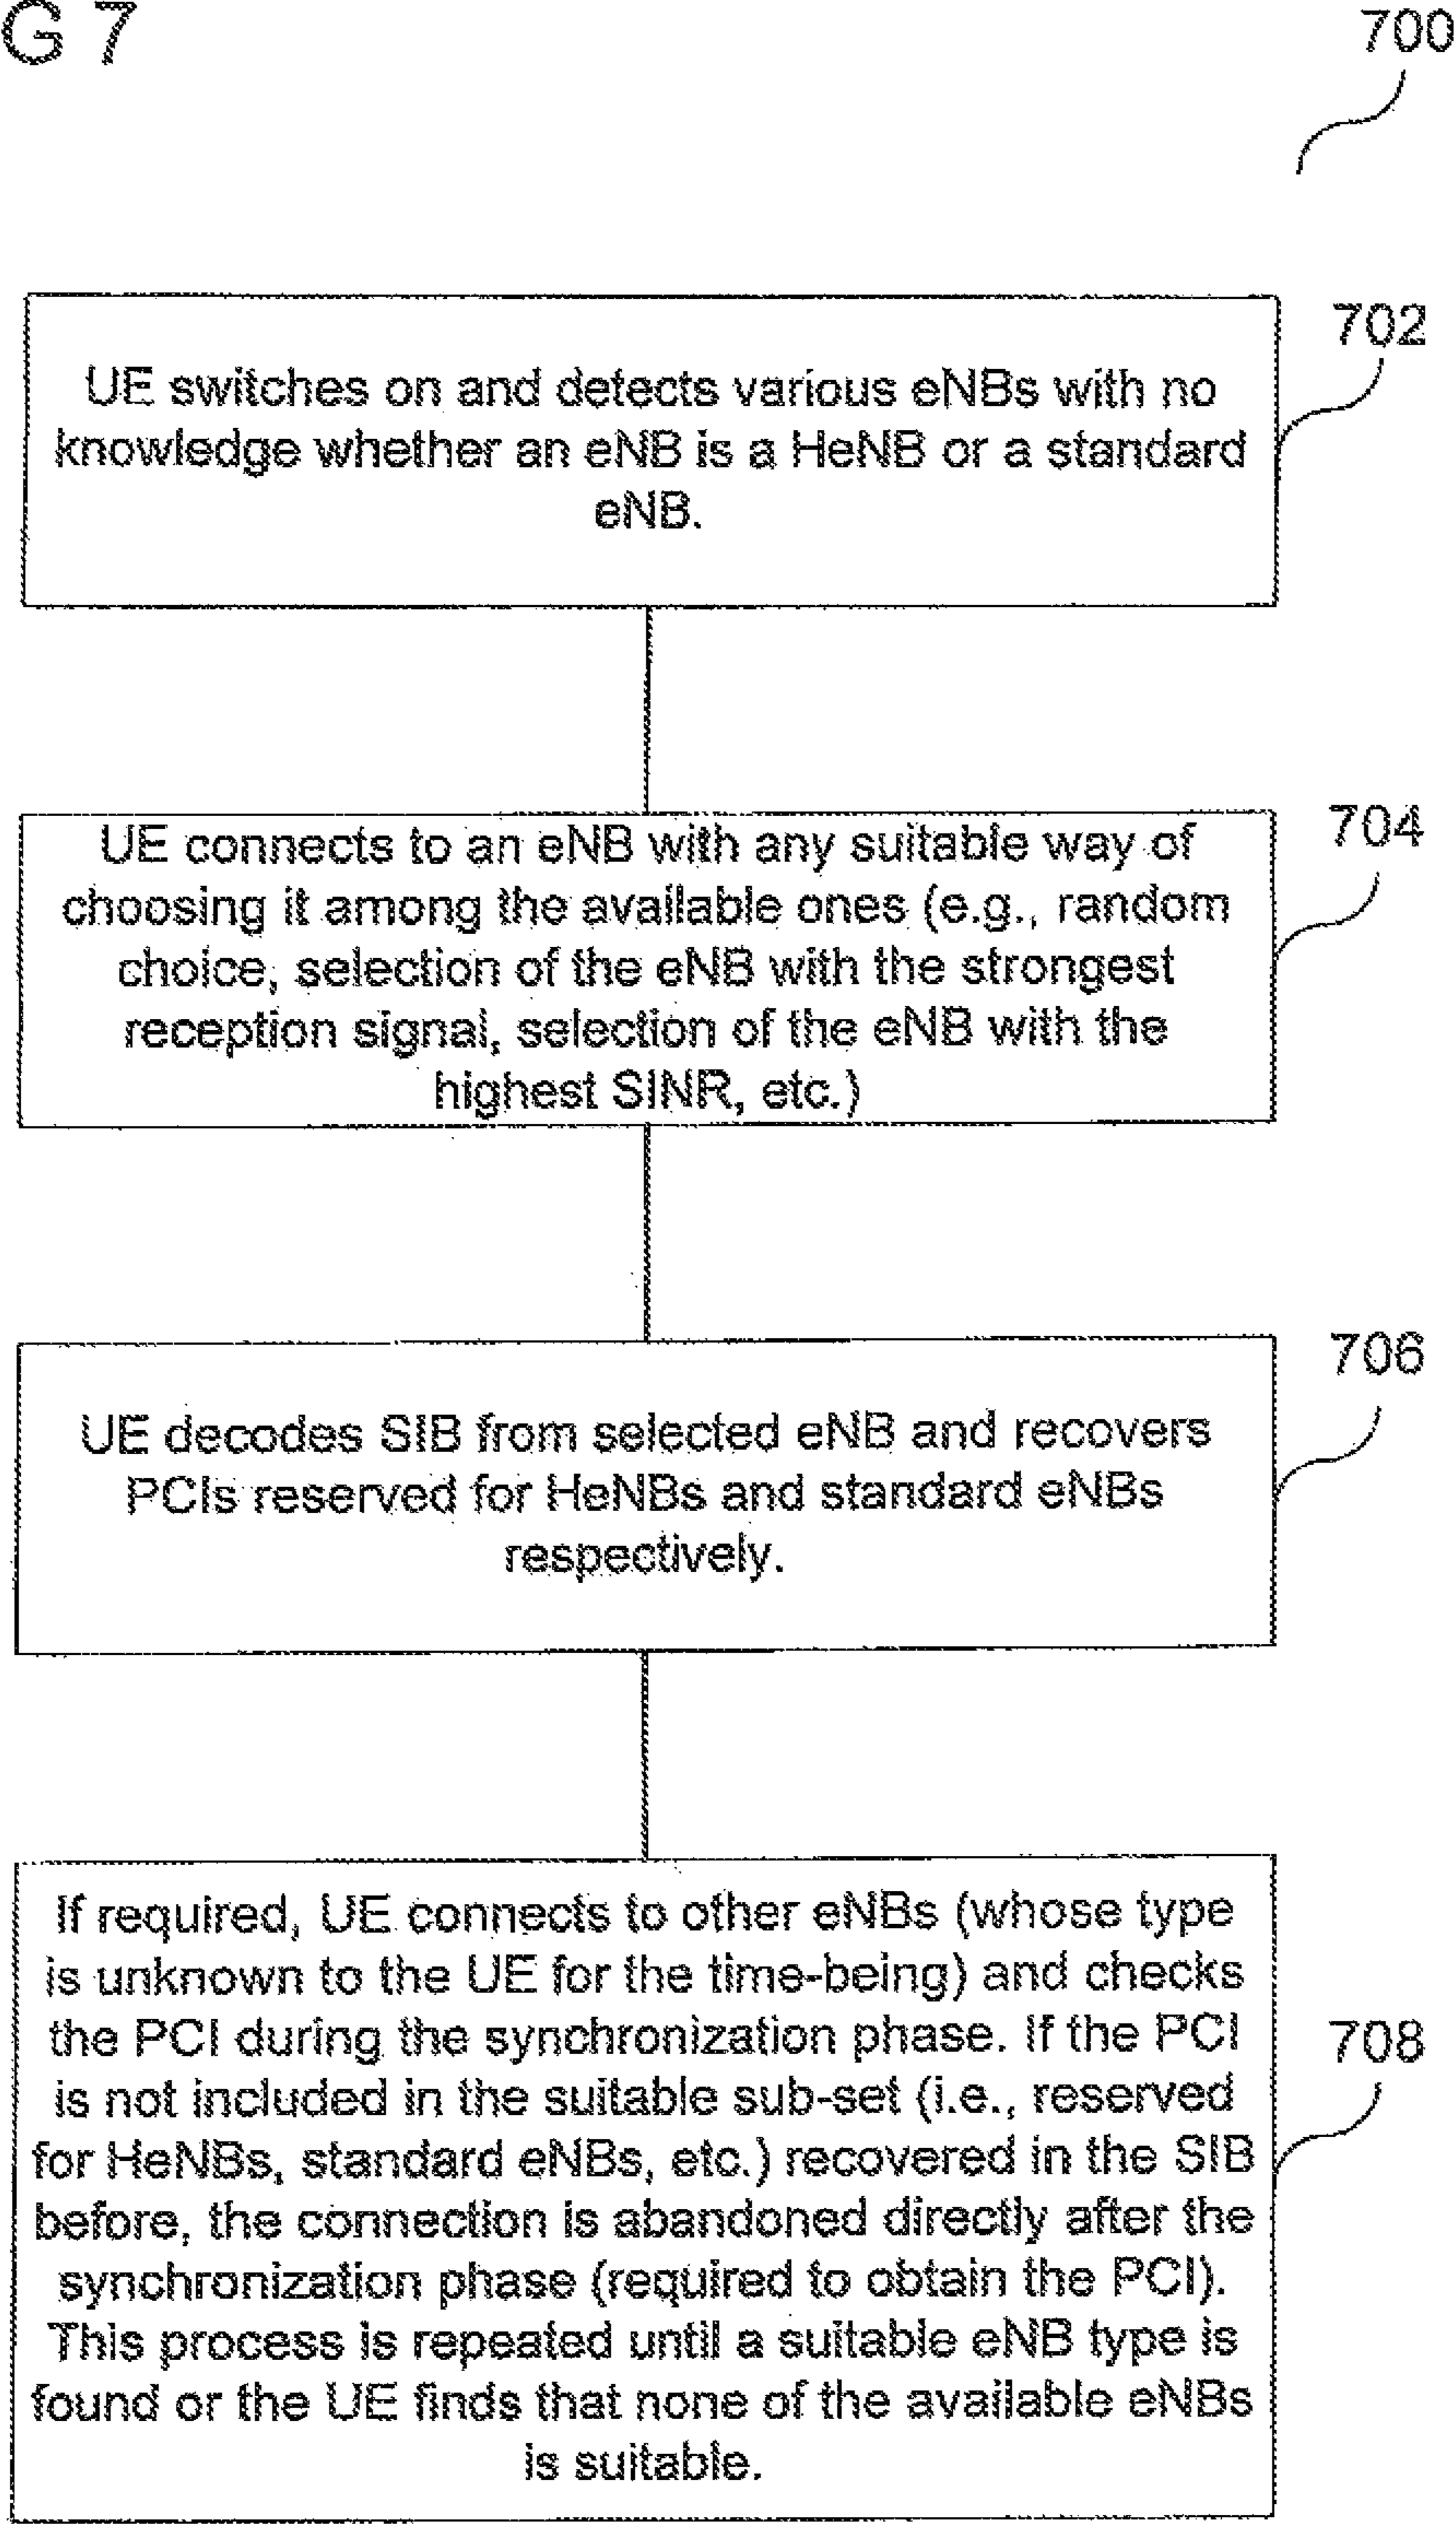 G 7
700
702
UE switches on and detects various eNBs with no
knowledge whether an eNB is a HeNB or a standard
eNB.
704
UE connects to an eNB with any suitable way of
choosing it among the available ones (e.g., random
choice, selection of the eNB with the strongest
reception signal, selection of the eNB with the
highest SINR, etc.)
706
UE decodes SIB from selected eNB and recovers
PCIs reserved for HeNBs and standard eNBs
respectively.
708
If required, UE connects to other eNBs (whose type
is unknown to the UE for the time-being) and checks
the PCI during the synchronization phase. If the PCI
is not included in the suitable sub-set (i.e., reserved
for HeNBs, standard eNBs, etc.) recovered in the SIB
before, the connection is abandoned directly after the
synchronization phase (required to obtain the PCI).
This process is repeated until a suitable eNB type is
found or the UE finds that none of the available eNBs
is suitable.